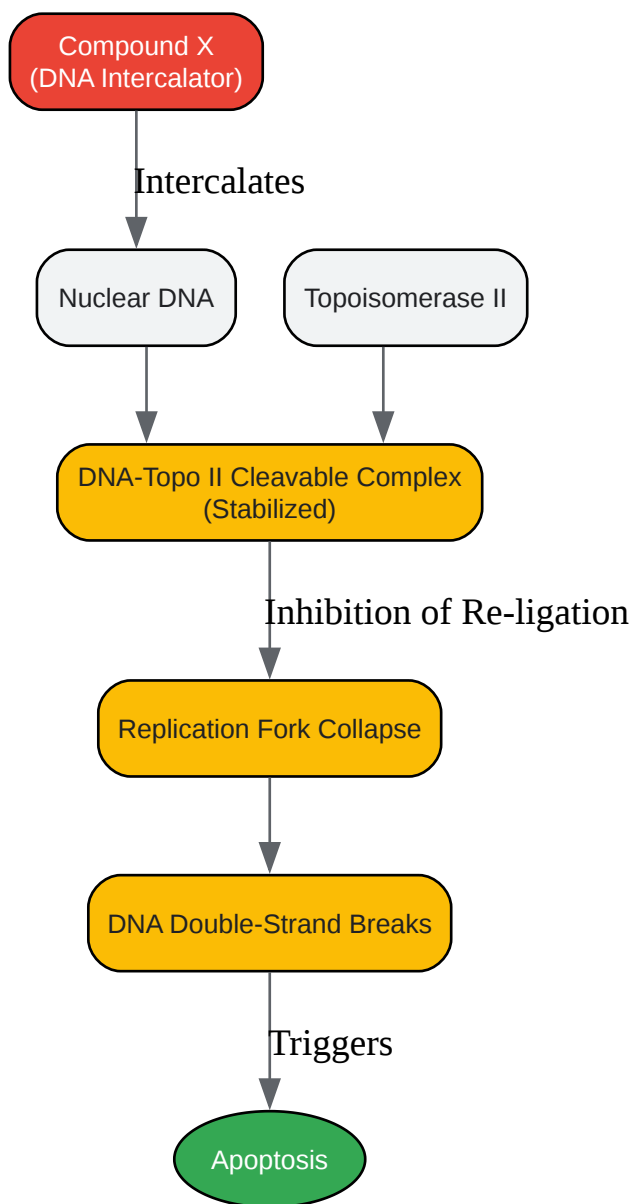 Compound X
(DNA Intercalator)
Intercalates
Nuclear DNA
Topoisomerase II
DNA-Topo II Cleavable Complex
(Stabilized)
Inhibition of Re-ligation
Replication Fork Collapse
DNA Double-Strand Breaks
Triggers
Apoptosis